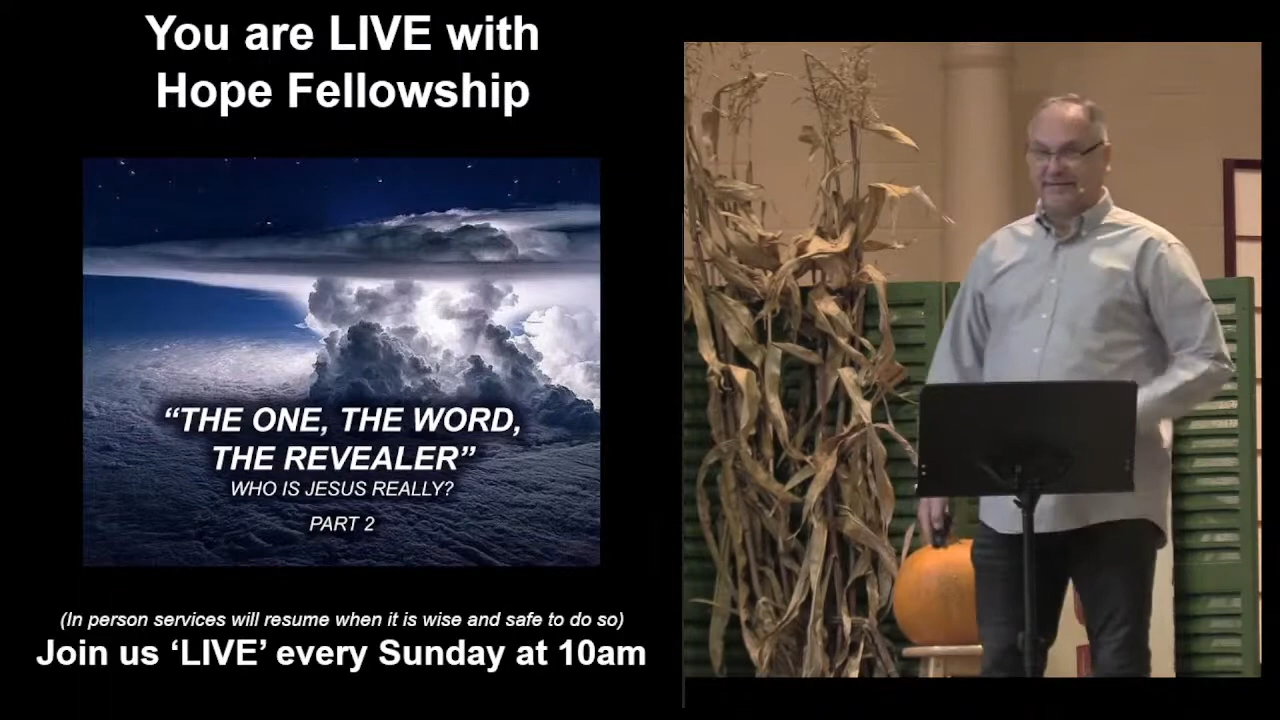 You are LIVE with
Hope Fellowship
“THE ONE, THE WORD,
THE REVEALER”
WHO IS JESUS REALLY?
PART 2
(In person services will resume when it is wise and safe to do so)
Join us ‘LIVE’ every Sunday at 10am